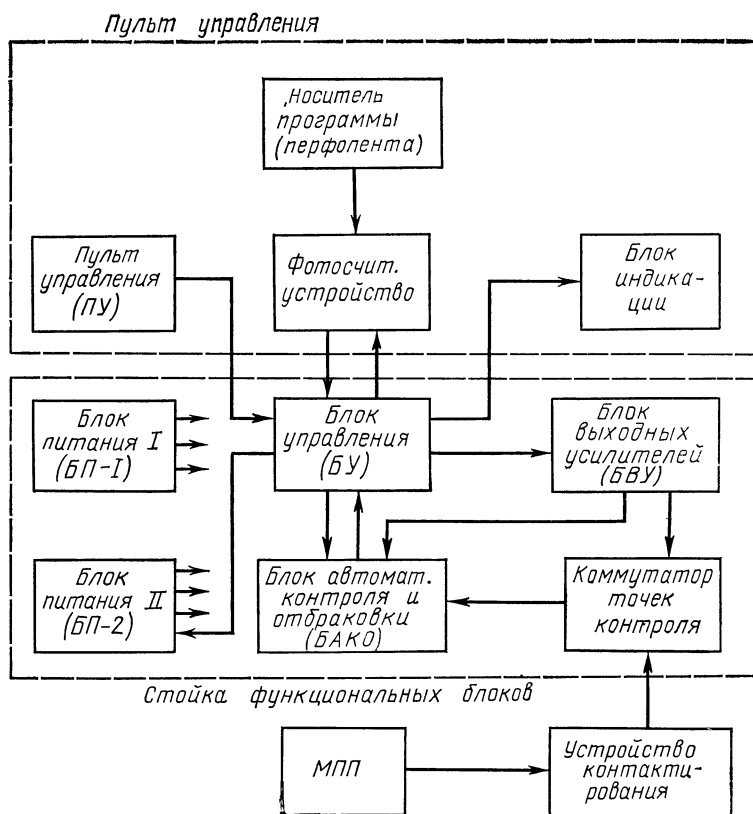 Пульт управления
Носитель
программы
(перфолента)
Пульт
управления
(ПУ)
Фотосчит.
устройство
Блок
индика-
ции
Блок
питания I
(БП-I)
Блок
управления
(БУ)
Блок
выходных
усилителей
(БВУ)
Блок
питания II
(БП-2)
Блок автомат.
контроля и
отбраковки
(БАКО)
Коммутатор
точек
контроля
Стойка функциональных блоков
МПП
Устройство
контакти-
рования